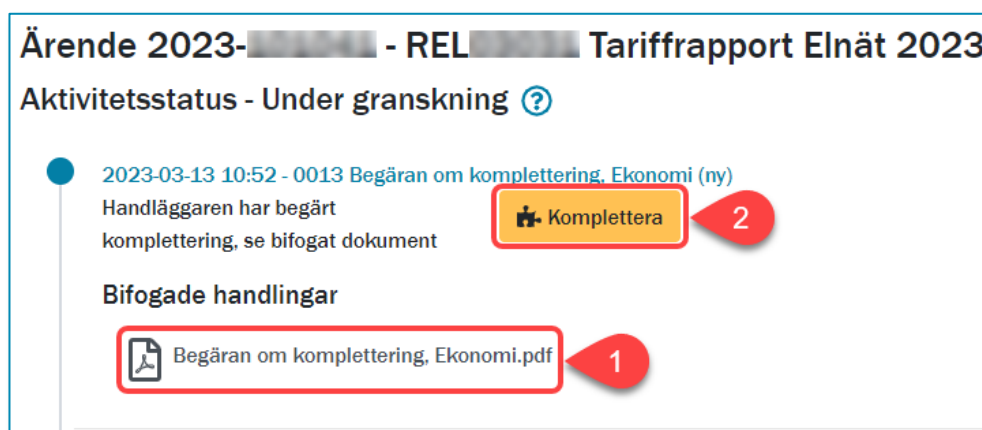 Ärende 2023- - REL Tariffrapport Elnät 2023
Aktivitetsstatus - Under granskning ?
2023-03-13 10:52 - 0013 Begäran om komplettering, Ekonomi (ny)
Handläggaren har begärt
komplettering, se bifogat dokument
Komplettera
2
Bifogade handlingar
Begäran om komplettering, Ekonomi.pdf
1